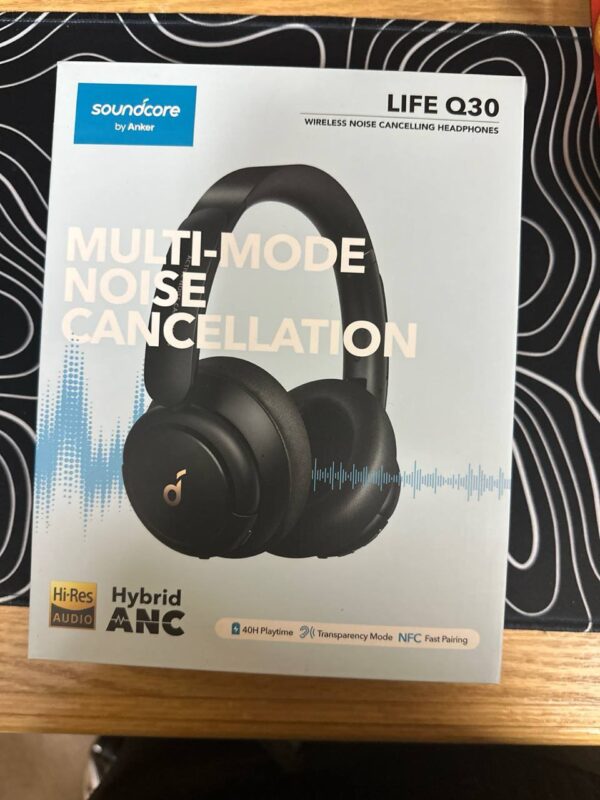 soundcore
by Anker
LIFE Q30
WIRELESS NOISE CANCELLING HEADPHONES
MULTI-MODE
NOISE
CANCELLATION
Hi-Res
AUDIO
Hybrid
ANC
40H Playtime
Transparency Mode
NFC Fast Pairing